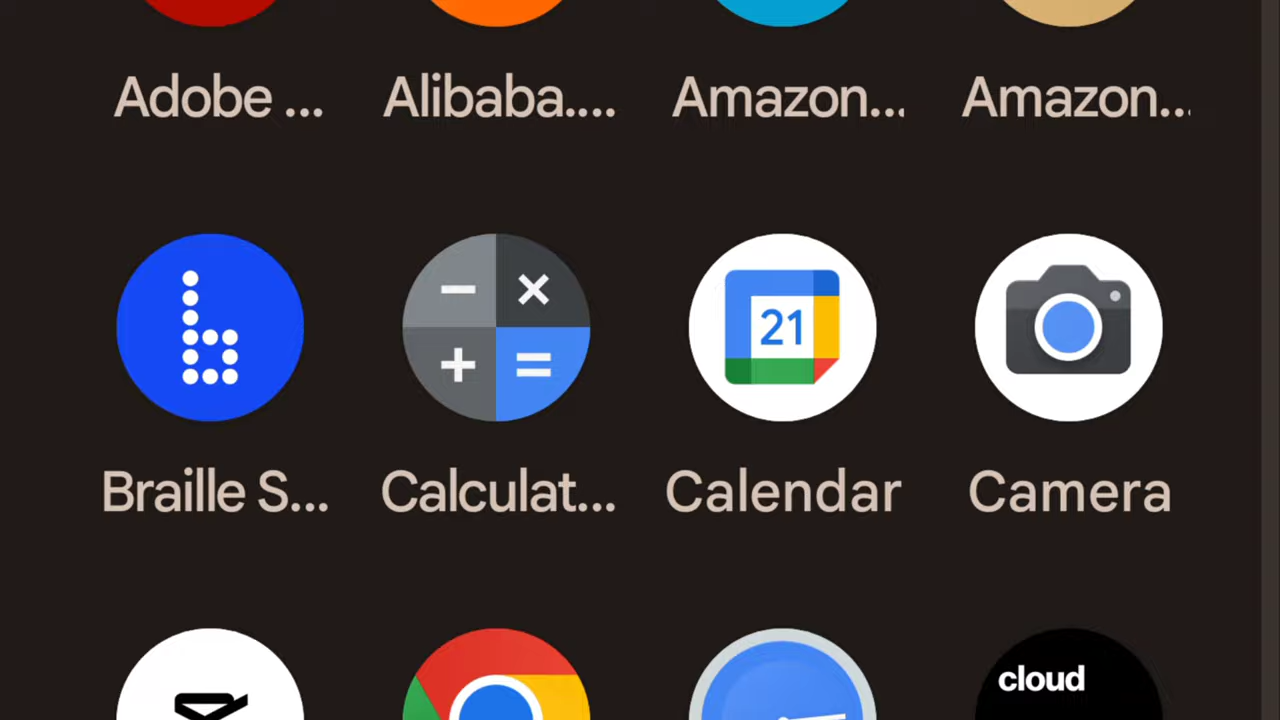 Adobe ...
Alibaba....
Amazon...
Amazon...
− ×
+ =
21
b
Braille S...
Calculat...
Calendar
Camera
cloud